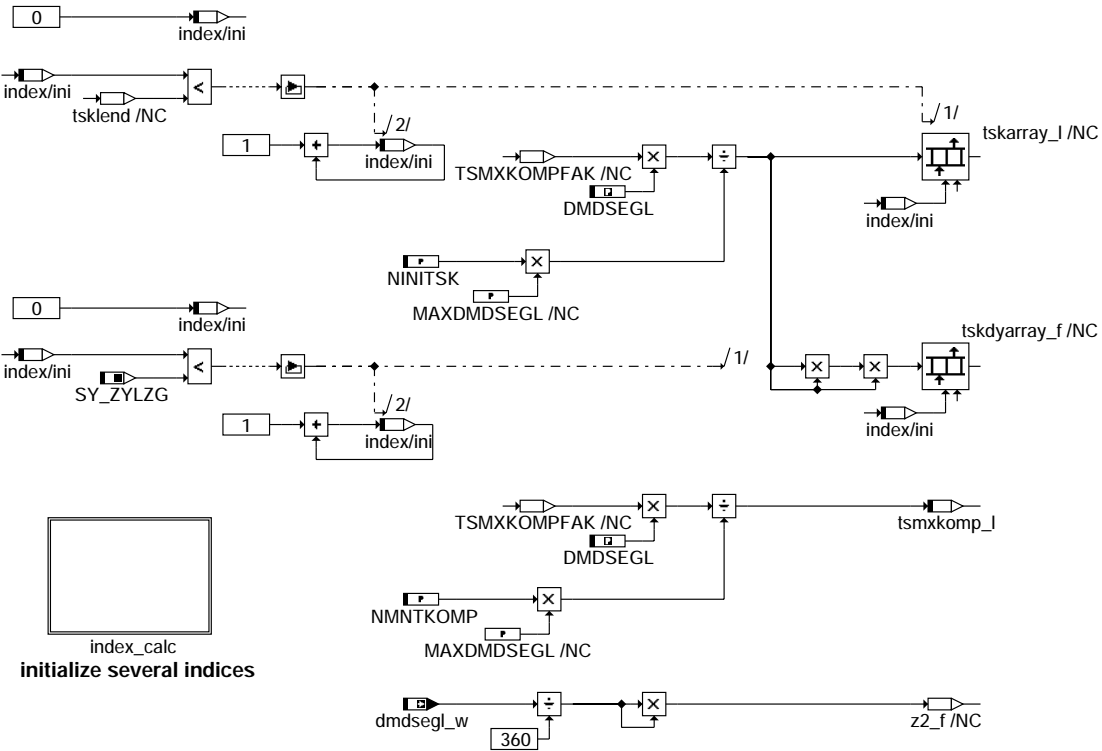 0
index/ini
index/ini
<
tsklend /NC
/1/
/2/
tskarray_l /NC
1
+
index/ini
TSMXKOMPFAK /NC
×
÷
P
DMDSEGL
index/ini
P
NINITSK
×
P
MAXDMDSEGL /NC
0
index/ini
tskdyarray_f /NC
index/ini
<
/1/
×
×
SY_ZYLZG
/2/
1
+
index/ini
index/ini
TSMXKOMPFAK /NC
×
÷
tsmxkomp_l
P
DMDSEGL
P
NMNTKOMP
×
P
MAXDMDSEGL /NC
index_calc
initialize several indices
dmdsegl_w
÷
×
z2_f /NC
360